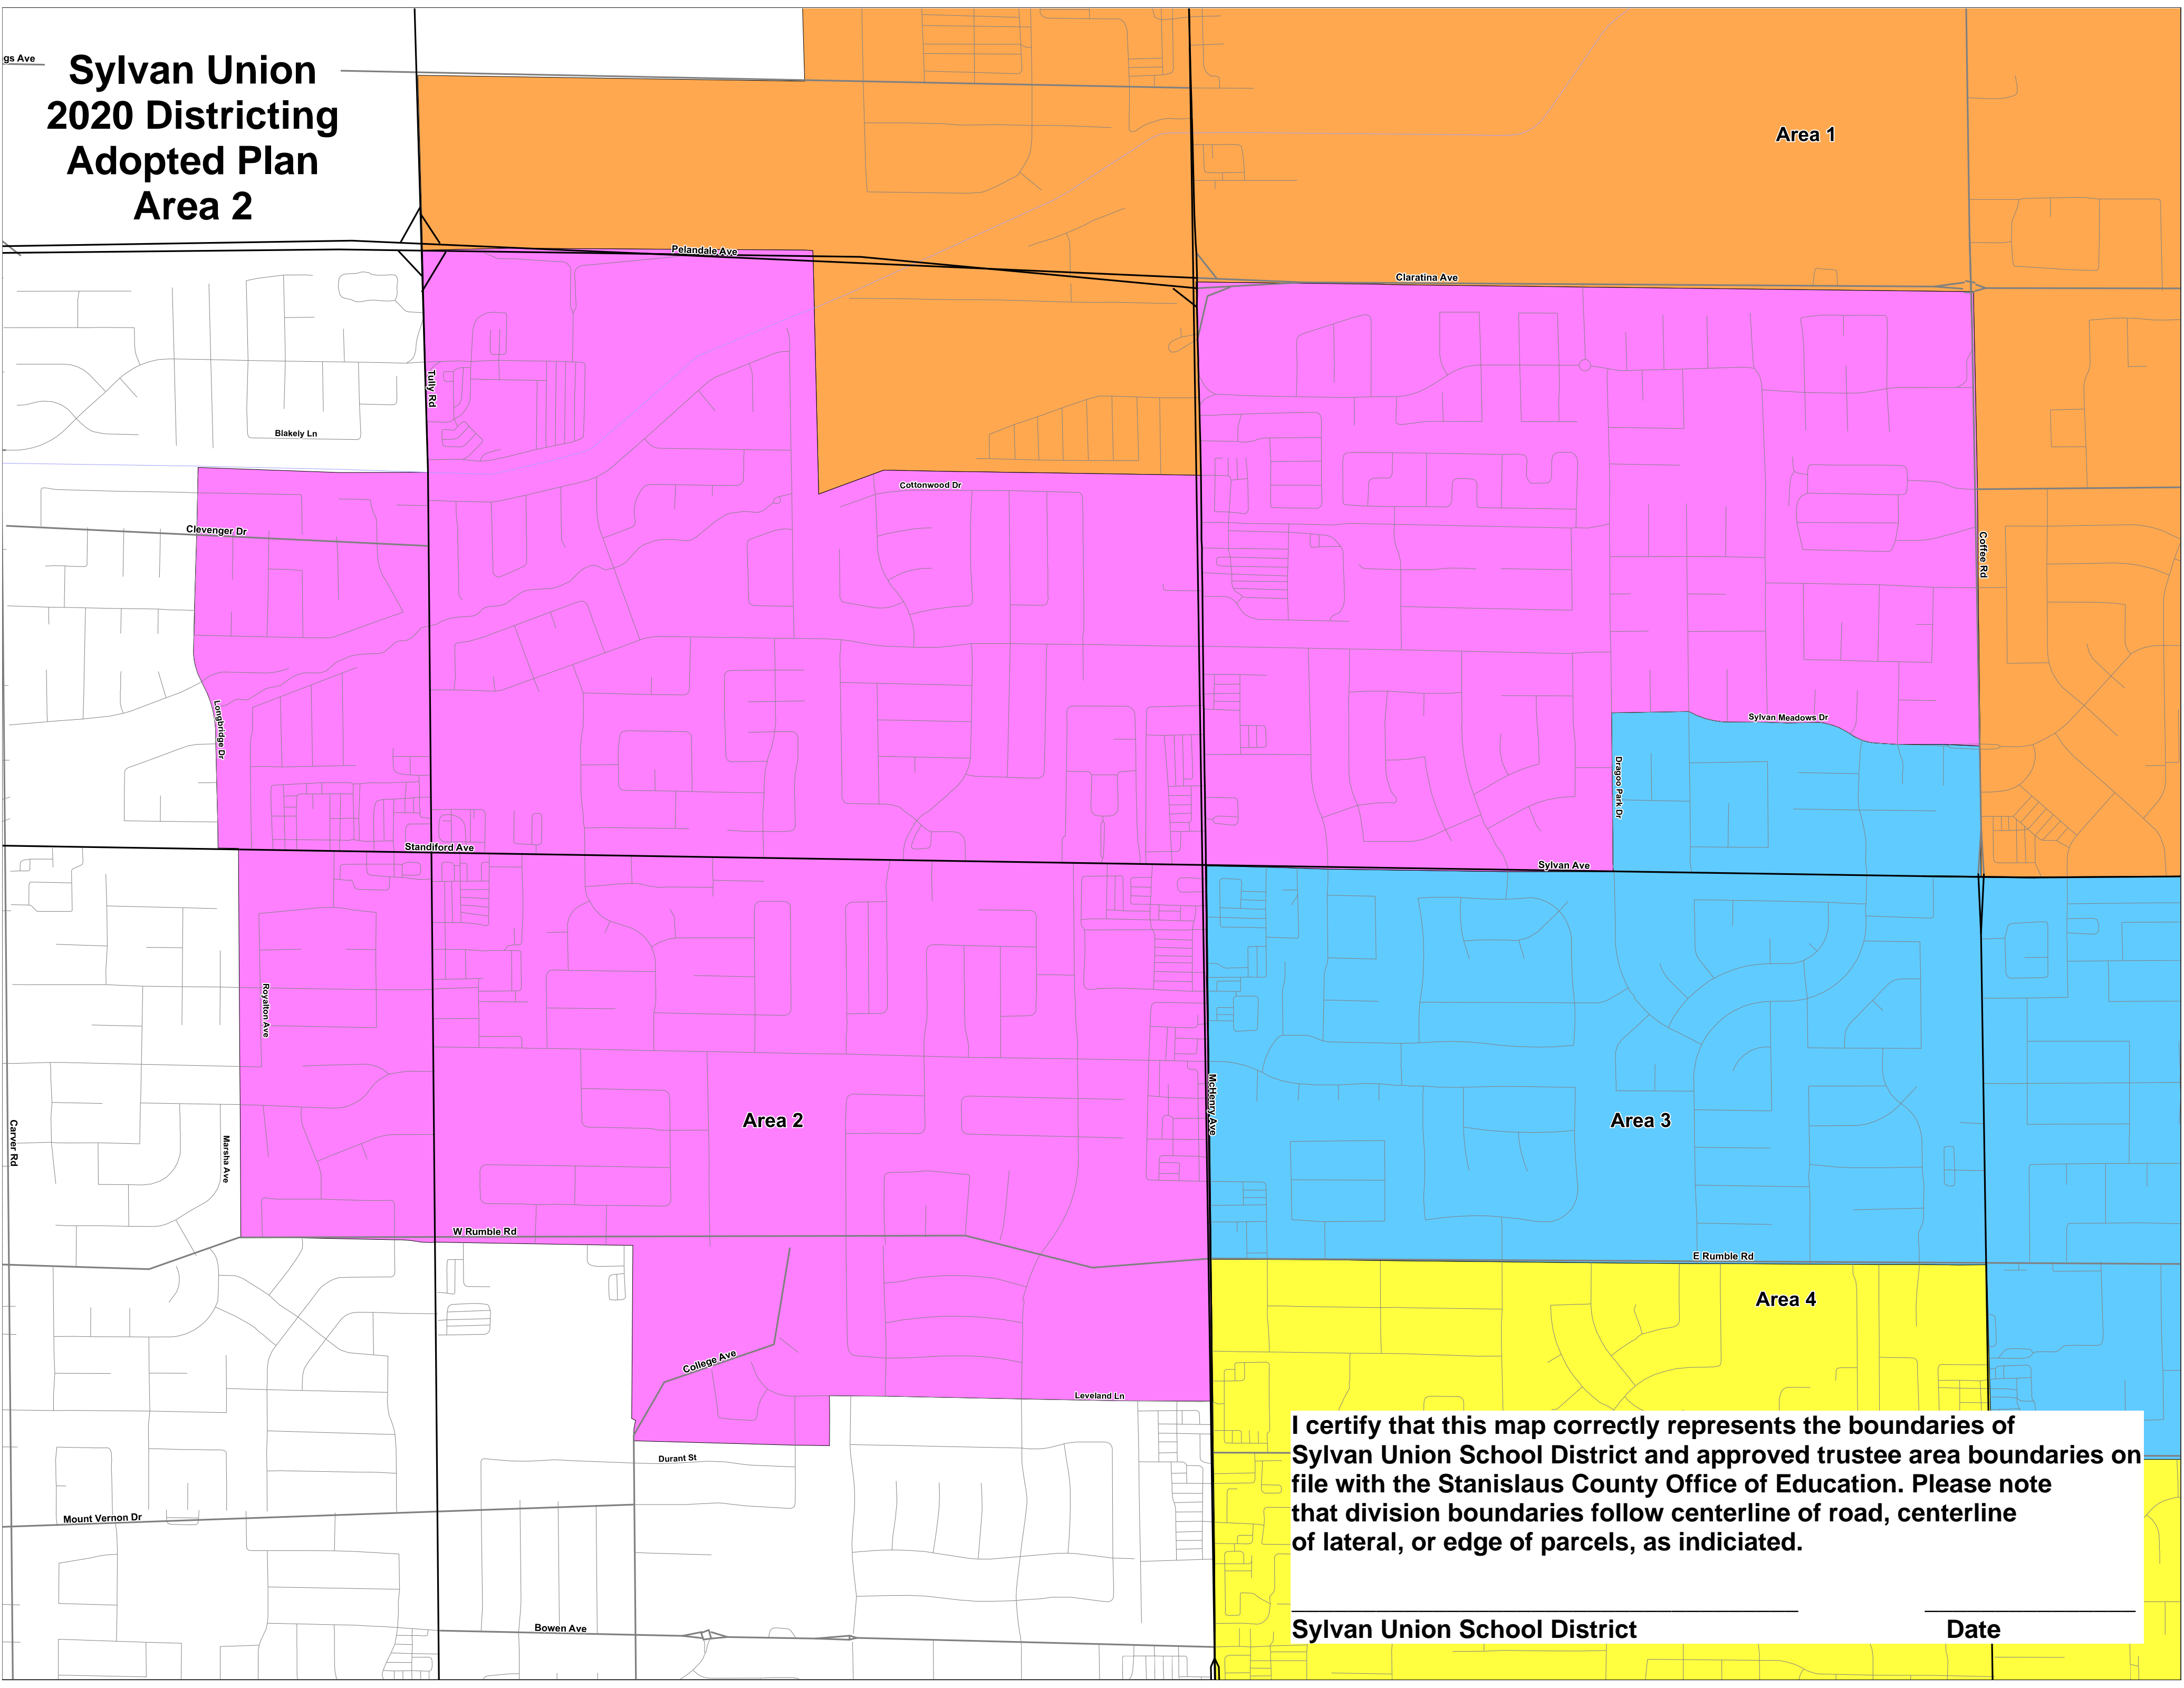 gs Ave
Sylvan Union
2020 Districting
Adopted Plan
Area 2
Area 1
Pelandale Ave
Claratina Ave
Tully Rd
Blakely Ln
Cottonwood Dr
Clevenger Dr
Coffee Rd
Longbridge Dr
Sylvan Meadows Dr
Dragoo Park Dr
Standiford Ave
Sylvan Ave
Royalton Ave
McHenry Ave
Area 2
Area 3
Carver Rd
Marsha Ave
W Rumble Rd
E Rumble Rd
Area 4
College Ave
Leveland Ln
Durant St
Mount Vernon Dr
Bowen Ave
I certify that this map correctly represents the boundaries of
Sylvan Union School District and approved trustee area boundaries on
file with the Stanislaus County Office of Education. Please note
that division boundaries follow centerline of road, centerline
of lateral, or edge of parcels, as indiciated.
Sylvan Union School District Date